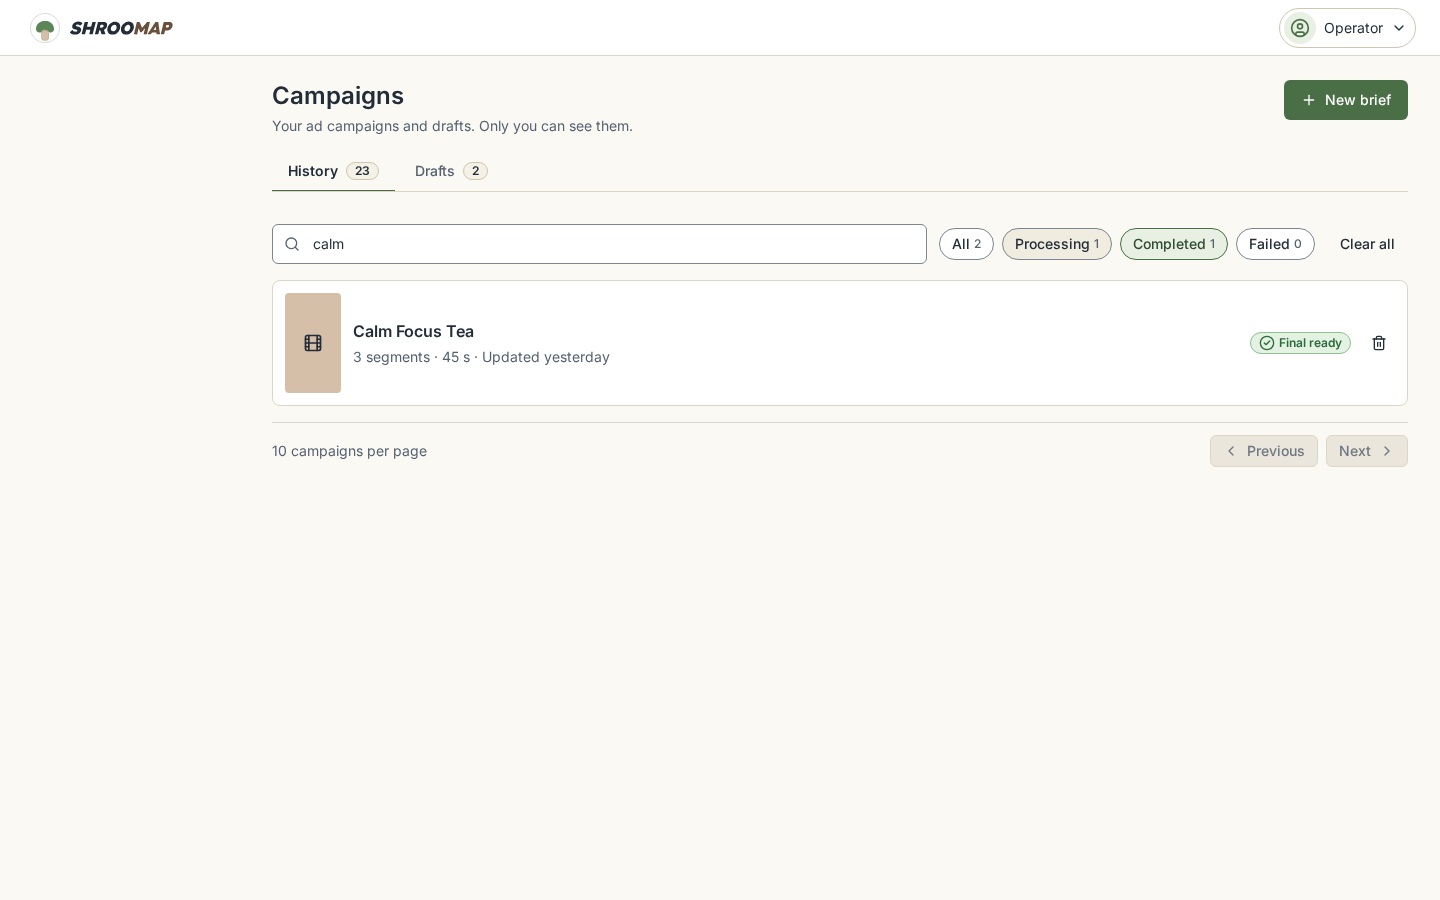 SHROOMAP
Operator
Campaigns
New brief
Your ad campaigns and drafts. Only you can see them.
History 23
Drafts 2
calm
All 2
Processing 1
Completed 1
Failed 0
Clear all
Calm Focus Tea
3 segments · 45 s · Updated yesterday
Final ready
10 campaigns per page
Previous
Next